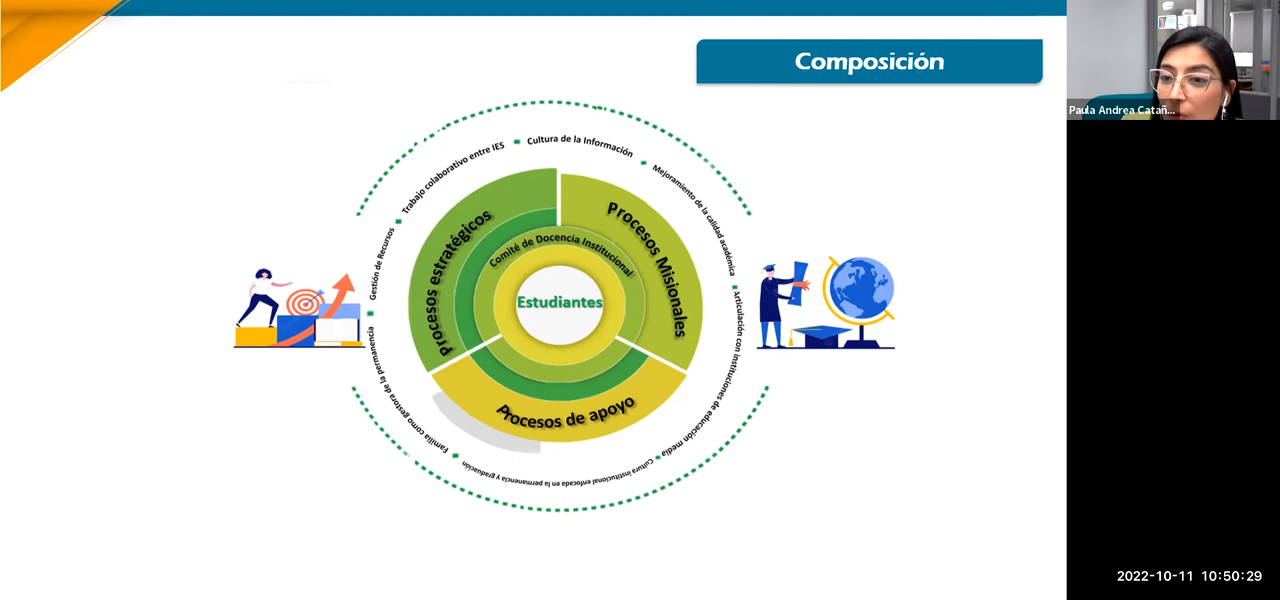 Composición
Paula Andrea Catañ...
Cultura de la Información
Mejoramiento de la calidad académica
Articulación con instituciones de educación media
Cultura institucional enfocada en la permanencia y graduación
Familia como gestora de la permanencia
Gestión de Recursos
Trabajo colaborativo entre IES
Procesos estratégicos
Procesos Misionales
Procesos de apoyo
Comité de Docencia Institucional
Estudiantes
2022-10-11 10:50:29